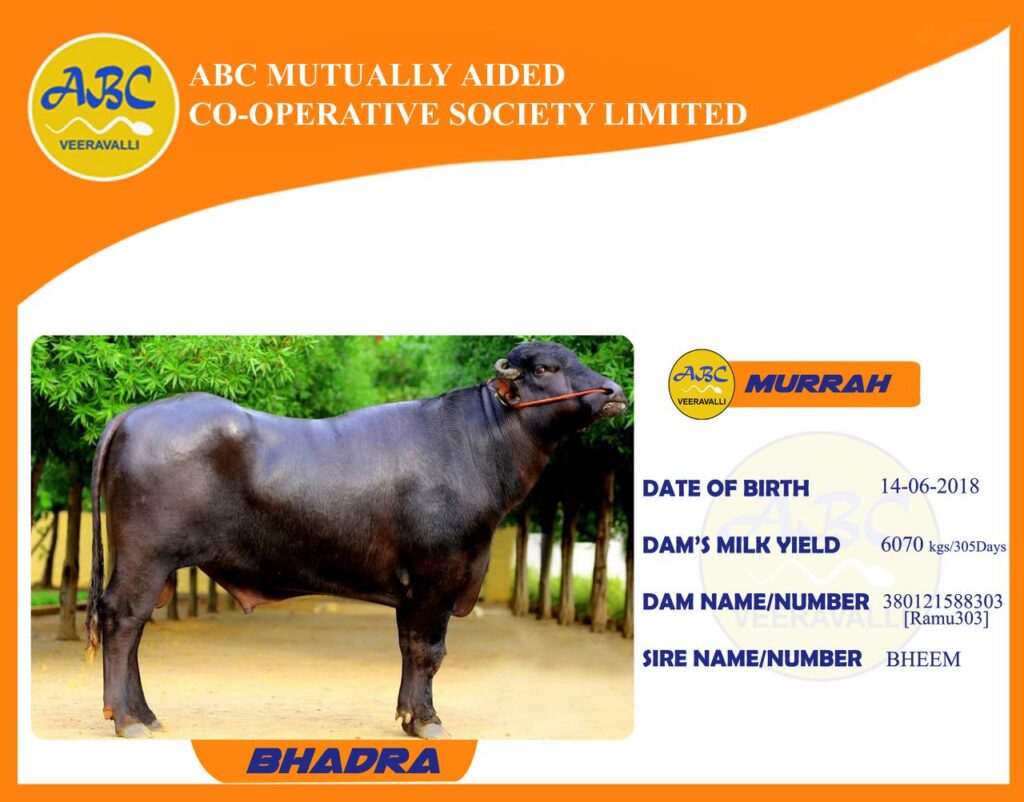 ABC
VEERAVALLI
ABC MUTUALLY AIDED
CO-OPERATIVE SOCIETY LIMITED
ABC
VEERAVALLI
MURRAH
ABC
VEERAVALLI
DATE OF BIRTH 14-06-2018
DAM'S MILK YIELD 6070 kgs/305Days
DAM NAME/NUMBER 380121588303
[Ramu303]
SIRE NAME/NUMBER BHEEM
BHADRA